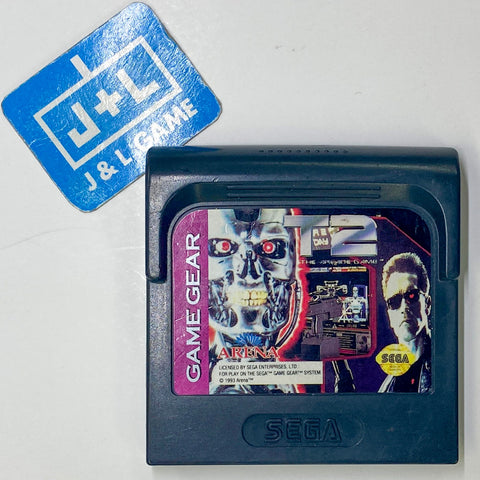 J+L
J & L GAME
GAME GEAR
T2
THE ARCADE GAME
ARENA
LICENSED BY SEGA ENTERPRISES, LTD.
FOR PLAY ON THE SEGA™ GAME GEAR™ SYSTEM
© 1993 Arena™
SEGA
SEGA